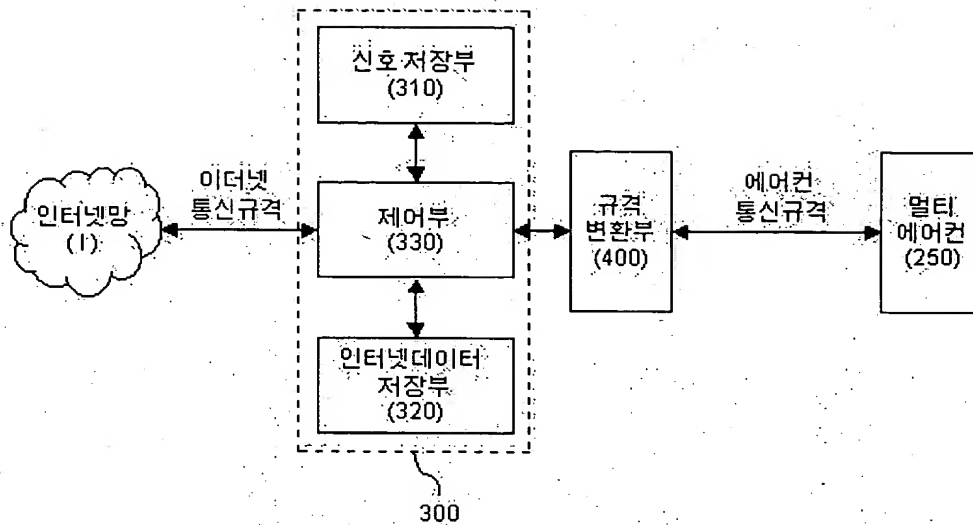 신호 저장부
(310)
이더넷
통신규격
인터넷망
(I)
제어부
(330)
규격
변환부
(400)
에어컨
통신규격
멀티
에어컨
(250)
인터넷데이터
저장부
(320)
300